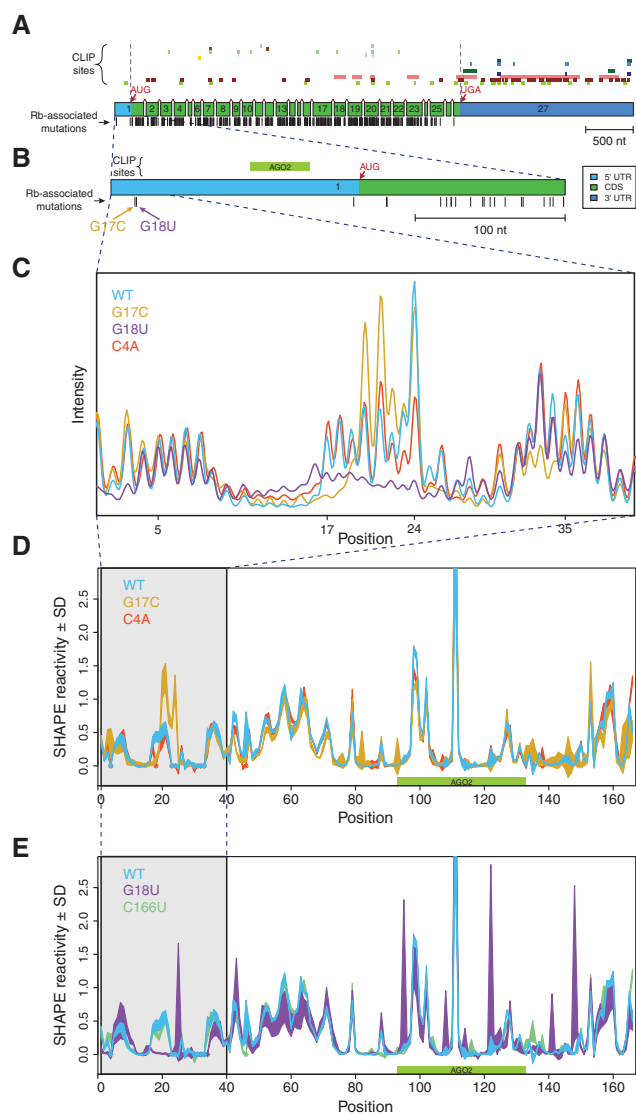 A
CLIP
sites
AUG
UGA
1 2 3 4 6 7 8 9 10 11 13 17 18 19 20 21 22 23 25 27
Rb-associated
mutations
500 nt
B
CLIP
sites
AGO2
AUG
1
Rb-associated
mutations
G17C G18U
100 nt
5' UTR
CDS
3' UTR
C
WT
G17C
G18U
C4A
Intensity
5 17 24 35
Position
D
WT
G17C
C4A
SHAPE reactivity ± SD
0.0 0.5 1.0 1.5 2.0 2.5
AGO2
0 20 40 60 80 100 120 140 160
Position
E
WT
G18U
C166U
SHAPE reactivity ± SD
0.0 0.5 1.0 1.5 2.0 2.5
AGO2
0 20 40 60 80 100 120 140 160
Position